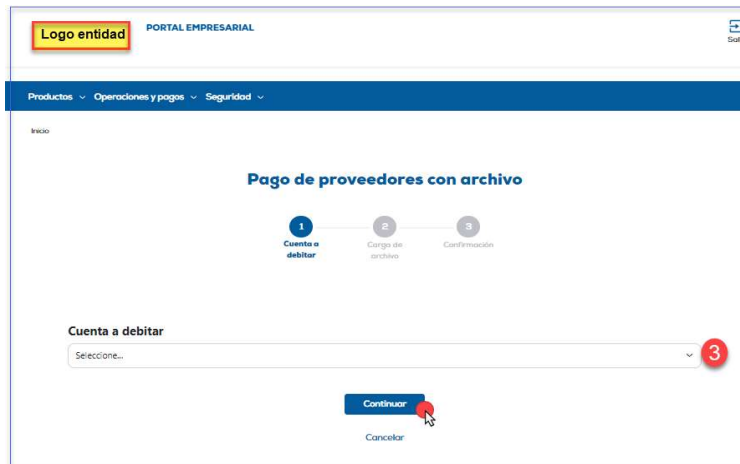 Logo entidad
PORTAL EMPRESARIAL
Productos Operaciones y pagos Seguridad
Inicio
Pago de proveedores con archivo
1
2
3
Cuenta a
debitar
Carga de
archivo
Confirmación
Cuenta a debitar
Seleccione...
3
Continuar
Cancelar